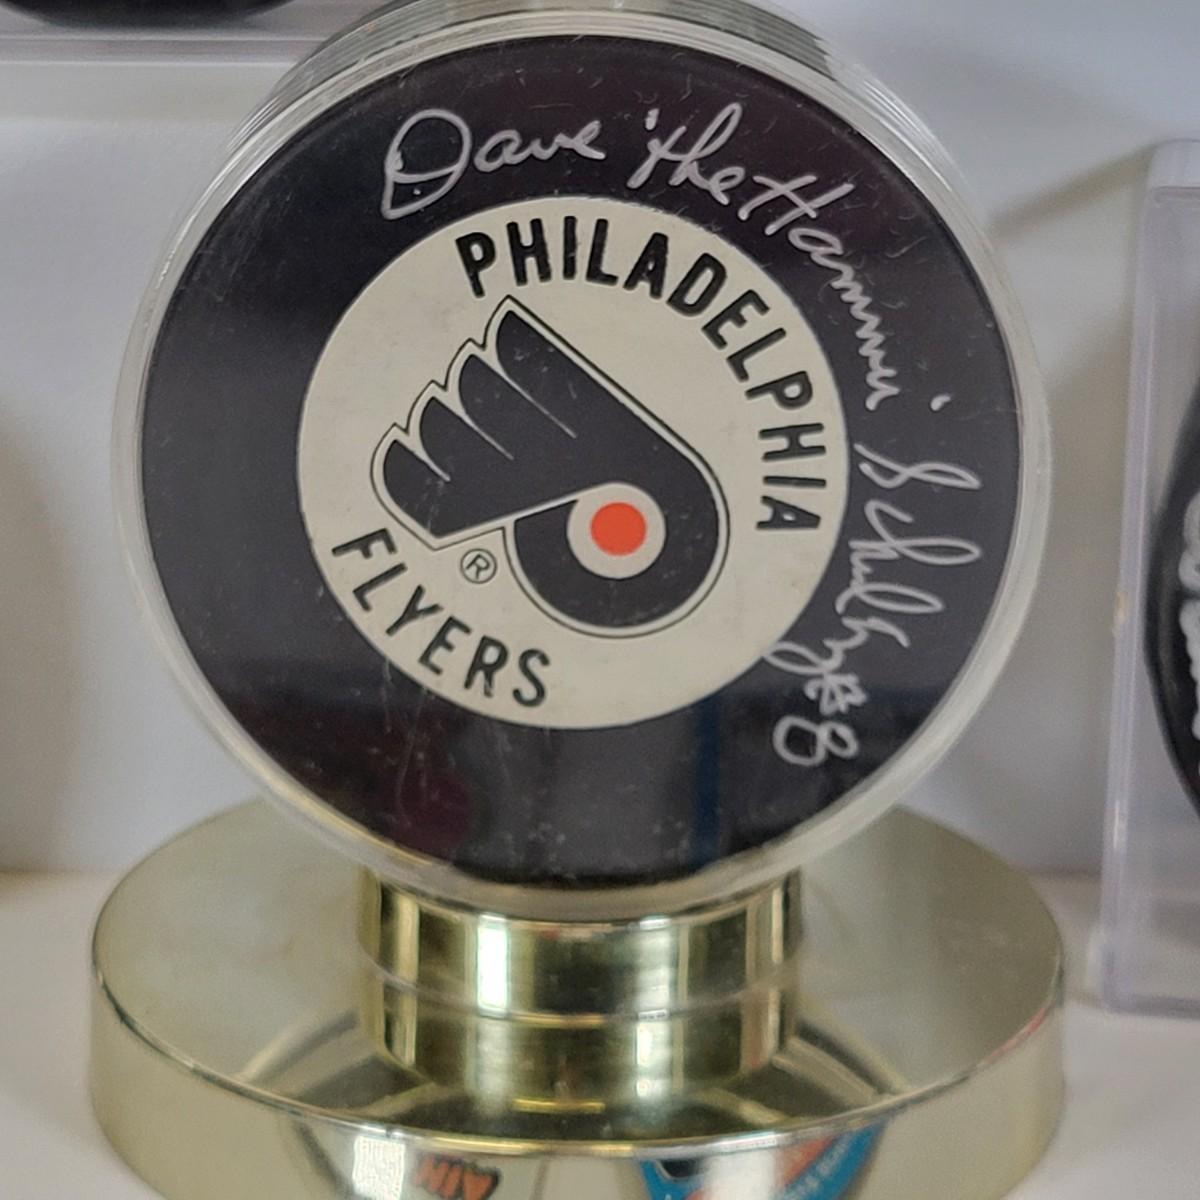 Dave 'the Hammer' Schultz #8
PHILADELPHIA
FLYERS
®